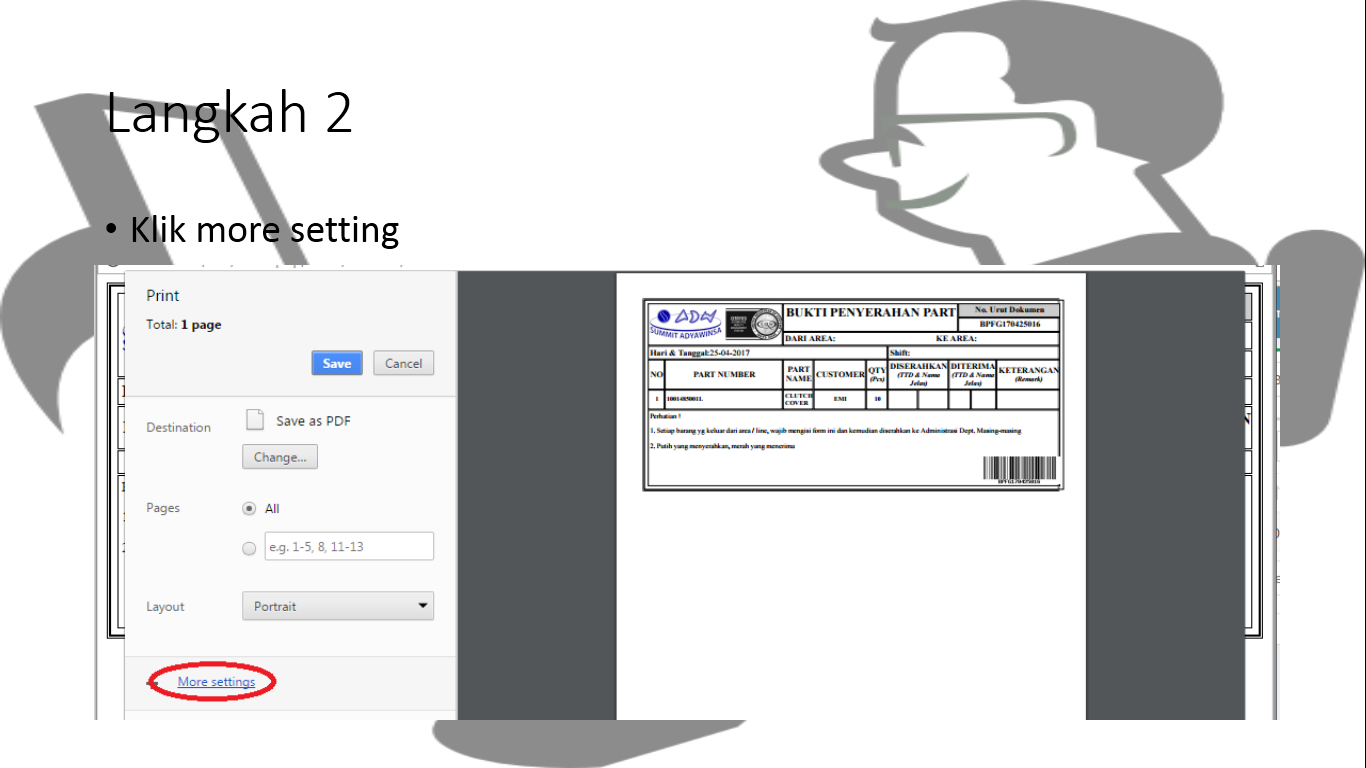 Langkah 2
• Klik more setting
Print
Total: 1 page
Save
Cancel
Destination
Save as PDF
Change...
Pages
All
e.g. 1-5, 8, 11-13
Layout
Portrait
More settings
ADW
SUMMIT ADYAWINSA
BUKTI PENYERAHAN PART
No. Urut Dokumen
BPFG170425016
DARI AREA:
KE AREA:
Hari & Tanggal:25-04-2017
Shift:
NO
PART NUMBER
PART NAME
CUSTOMER
QTY (Pcs)
DISERAHKAN (TTD & Nama Jelas)
DITERIMA (TTD & Nama Jelas)
KETERANGAN (Remark)
1
CLUTCH COVER
EMI
10
Perhatian !
1. Setiap barang yg keluar dari area / line, wajib mengisi form ini dan kemudian diserahkan ke Administrasi Dept. Masing-masing
2. Putih yang menyerahkan, merah yang menerima
BPFG170425016